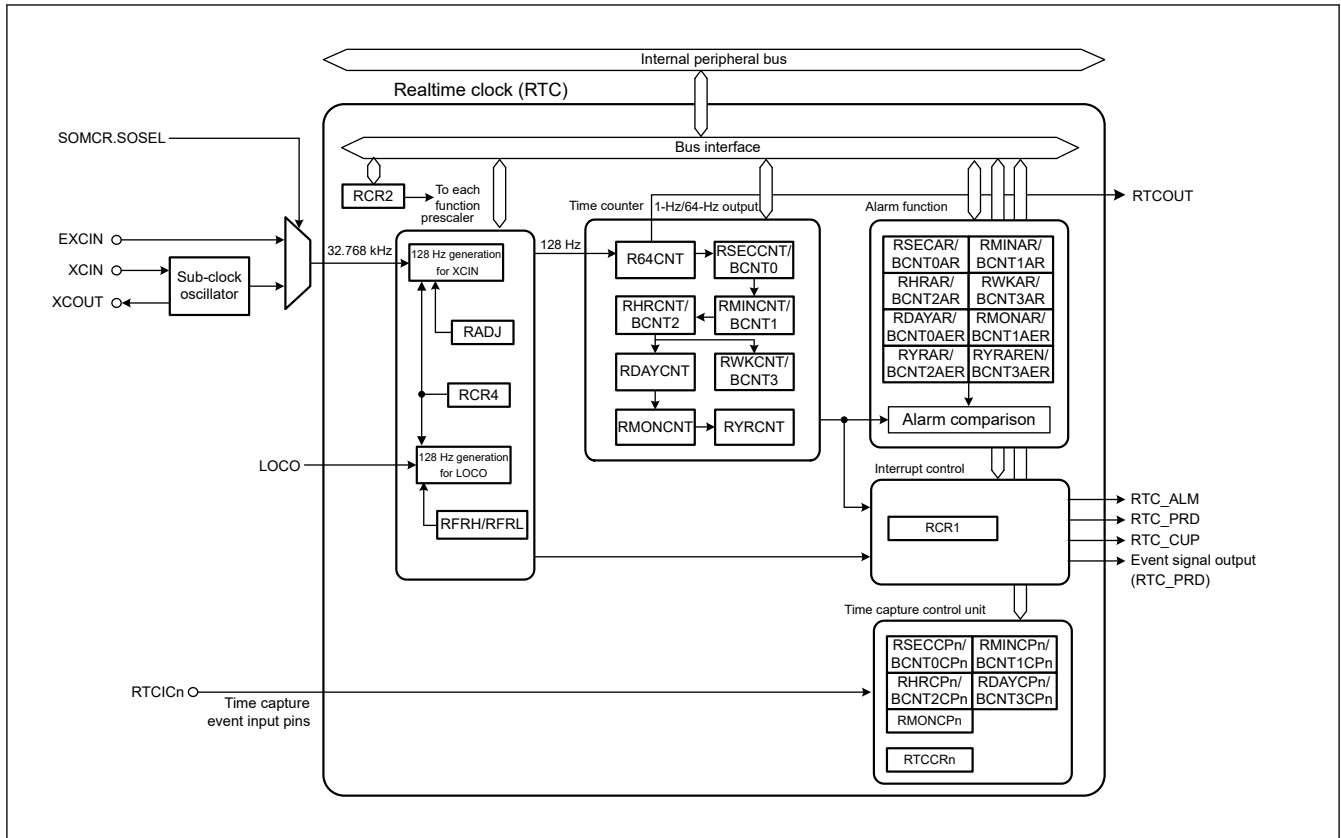 Internal peripheral bus
Realtime clock (RTC)
SOMCR.SOSEL
Bus interface
RCR2
To each
function
prescaler
Time counter
1-Hz/64-Hz output
Alarm function
RTCOUT
EXCIN
XCIN
XCOUT
Sub-clock
oscillator
32.768 kHz
128 Hz generation
for XCIN
RADJ
RCR4
LOCO
128 Hz generation
for LOCO
RFRH/RFRL
128 Hz
R64CNT
RSECCNT/
BCNT0
RHRCNT/
BCNT2
RMINCNT/
BCNT1
RDAYCNT
RWKCNT/
BCNT3
RMONCNT
RYRCNT
RSECAR/
BCNT0AR
RMINAR/
BCNT1AR
RHRAR/
BCNT2AR
RWKAR/
BCNT3AR
RDAYAR/
BCNT0AER
RMONAR/
BCNT1AER
RYRAR/
BCNT2AER
RYRAREN/
BCNT3AER
Alarm comparison
Interrupt control
RCR1
RTC_ALM
RTC_PRD
RTC_CUP
Event signal output
(RTC_PRD)
Time capture control unit
RSECCPn/
BCNT0CPn
RMINCPn/
BCNT1CPn
RHRCPn/
BCNT2CPn
RDAYCPn/
BCNT3CPn
RMONCPn
RTCCRn
RTCICn
Time capture
event input pins